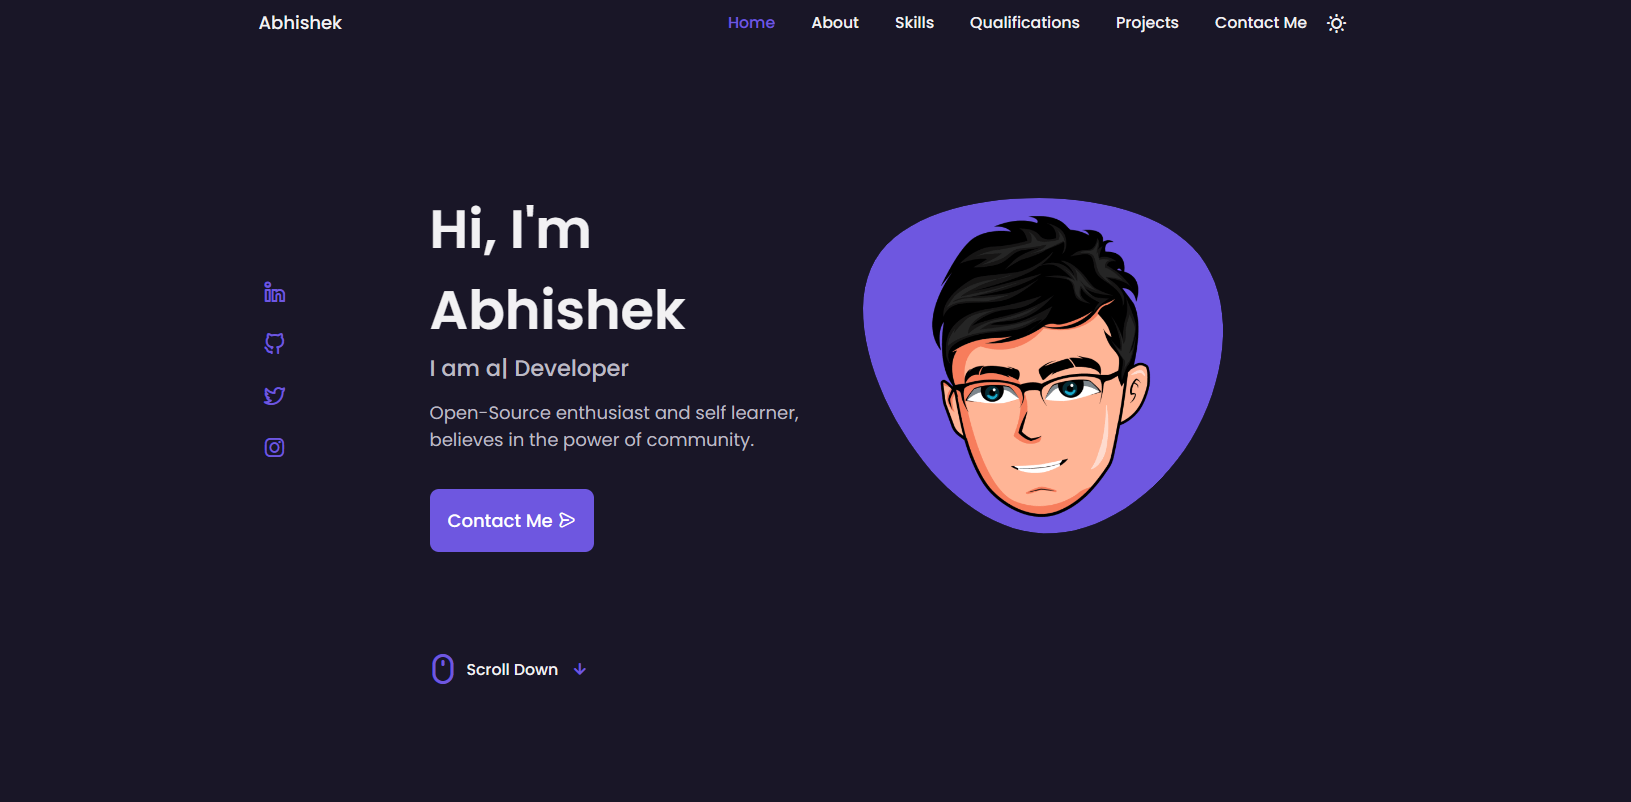 Abhishek
Home About Skills Qualifications Projects Contact Me
Hi, I'm
Abhishek
I am a| Developer
Open-Source enthusiast and self learner,
believes in the power of community.
Contact Me
Scroll Down